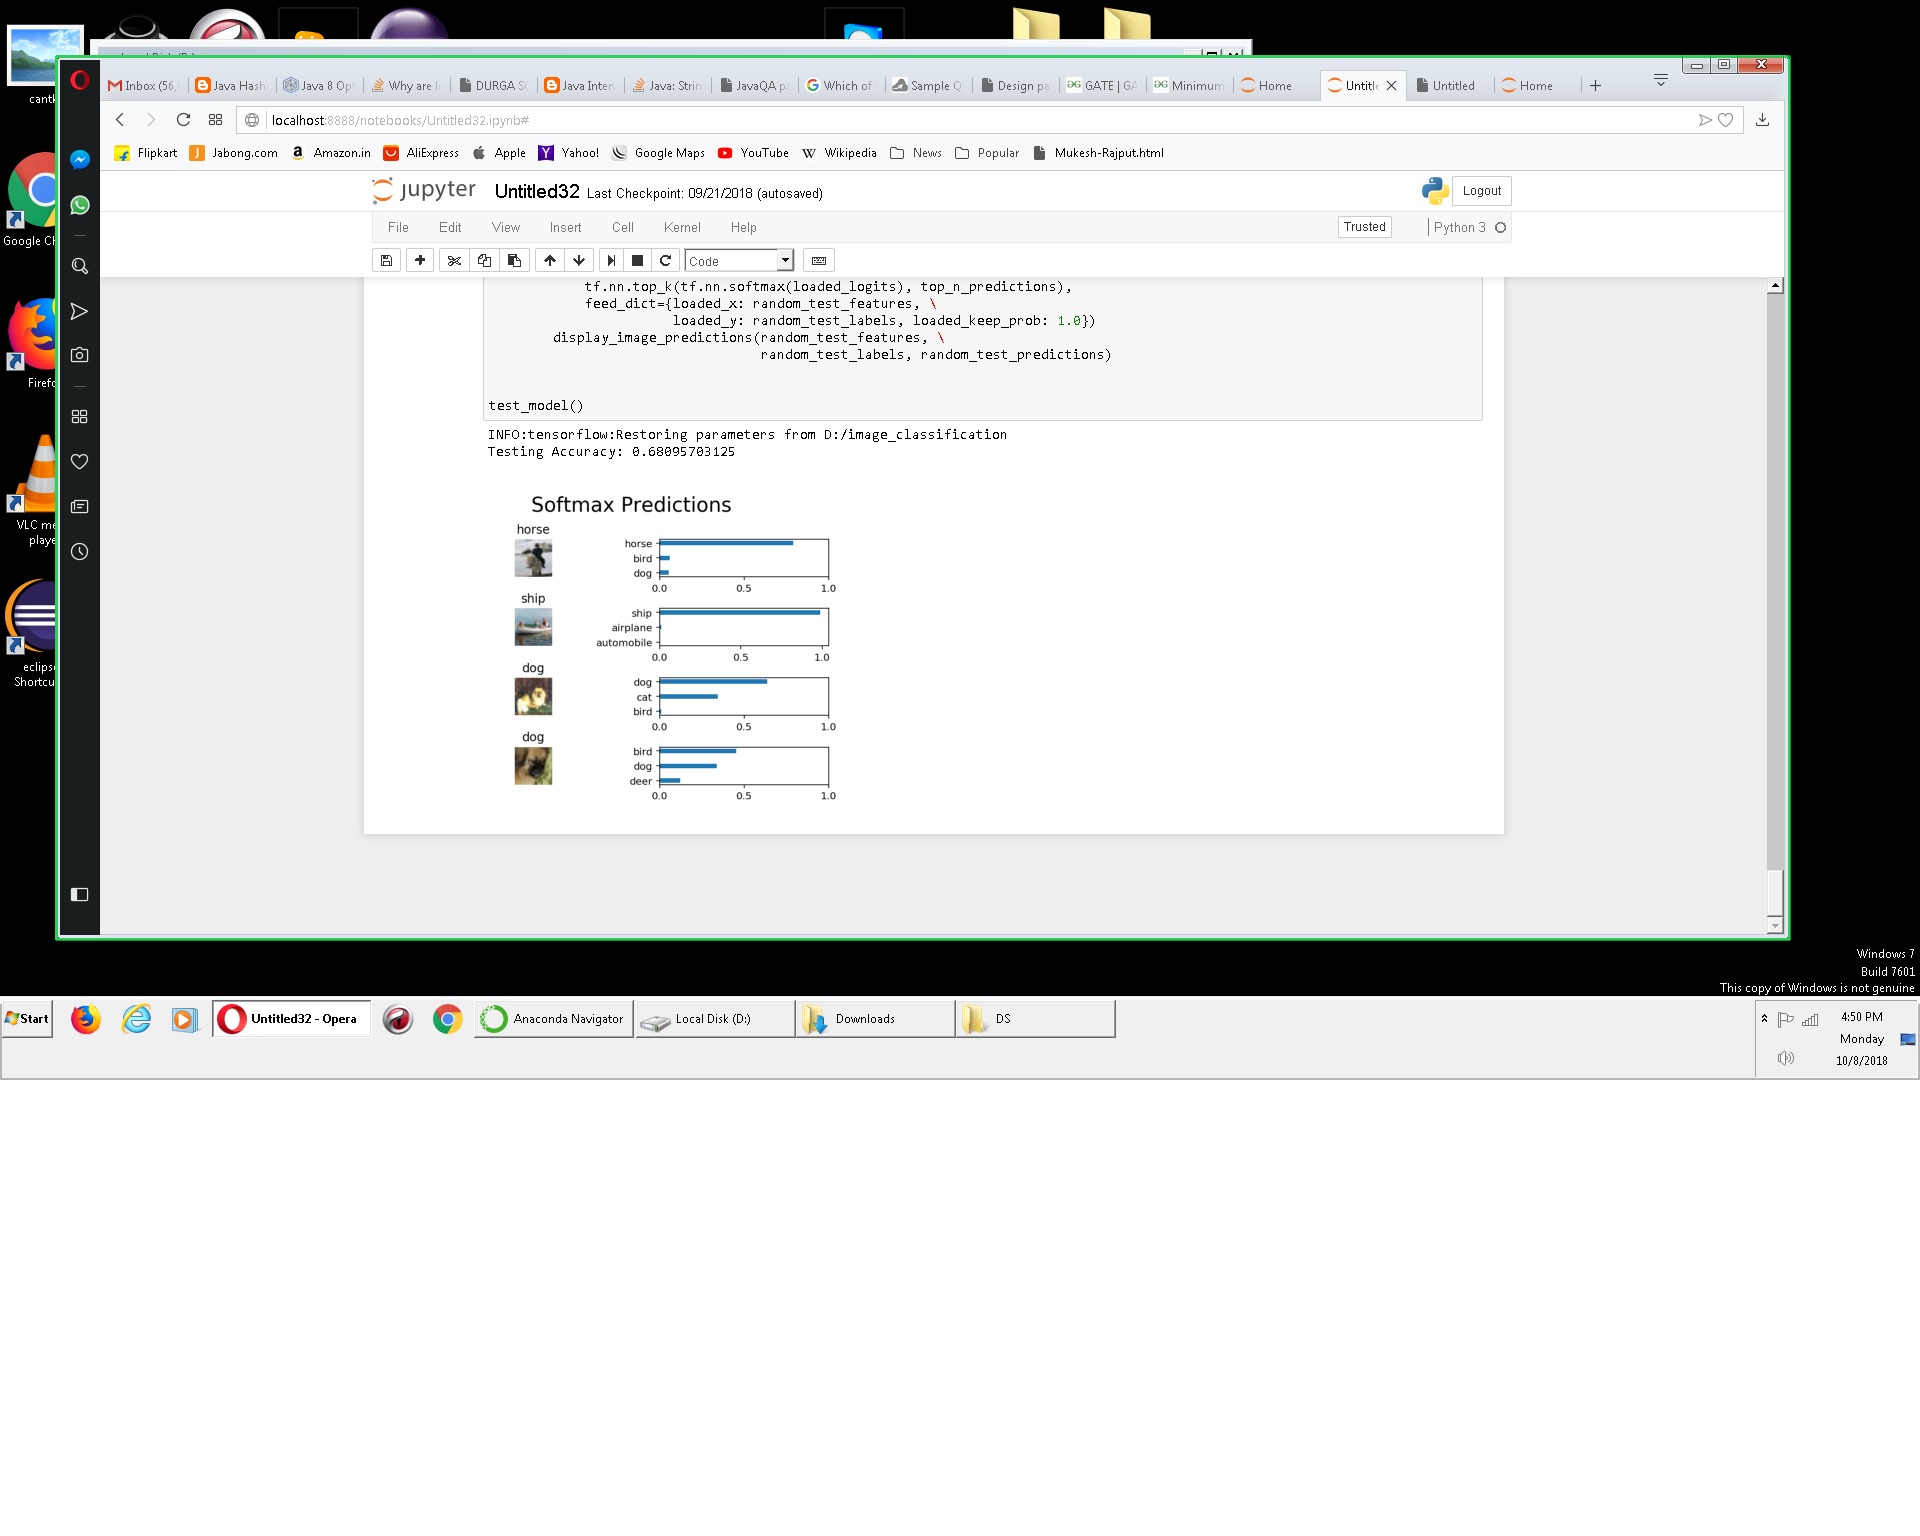 cant
Inbox (56,
Java Hash
Java 8 Op
Why are
DURGA S
Java Inter
Java: Strin
JavaQA p
Which of
Sample Q
Design pa
GATE | GA
Minimum
Home
Untitle
Untitled
Home
localhost:8888/notebooks/Untitled32.ipynb#
Flipkart Jabong.com Amazon.in AliExpress Apple Yahoo! Google Maps YouTube Wikipedia News Popular Mukesh-Rajput.html
jupyter Untitled32 Last Checkpoint: 09/21/2018 (autosaved) Logout
File Edit View Insert Cell Kernel Help Trusted Python 3
Code
tf.nn.top_k(tf.nn.softmax(loaded_logits), top_n_predictions),
feed_dict={loaded_x: random_test_features, \
loaded_y: random_test_labels, loaded_keep_prob: 1.0})
display_image_predictions(random_test_features, \
random_test_labels, random_test_predictions)
test_model()
INFO:tensorflow:Restoring parameters from D:/image_classification
Testing Accuracy: 0.68095703125
Softmax Predictions
horse
horse
bird
dog
0.0 0.5 1.0
ship
ship
airplane
automobile
0.0 0.5 1.0
dog
dog
cat
bird
0.0 0.5 1.0
dog
bird
dog
deer
0.0 0.5 1.0
Google Ch
Firefo
VLC me
playe
eclips
Shortcu
Windows 7
Build 7601
This copy of Windows is not genuine
Start Untitled32 - Opera Anaconda Navigator Local Disk (D:) Downloads DS
4:50 PM
Monday
10/8/2018